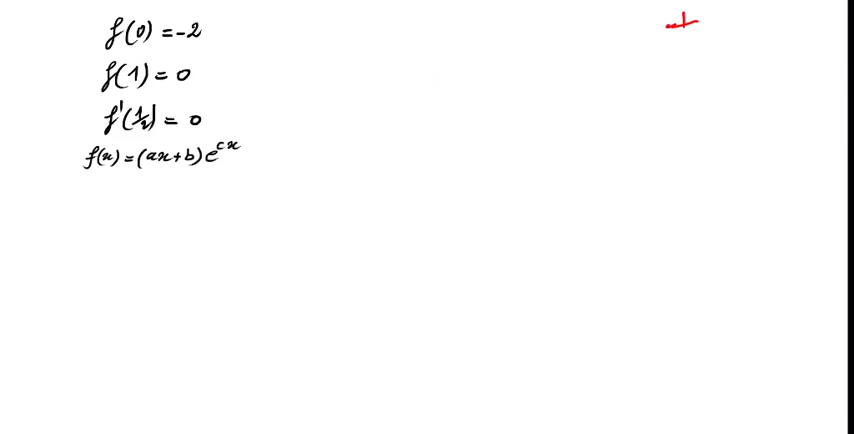 f(0) = -2
f(1) = 0
f'(1/2) = 0
f(x) = (ax+b)e^cx